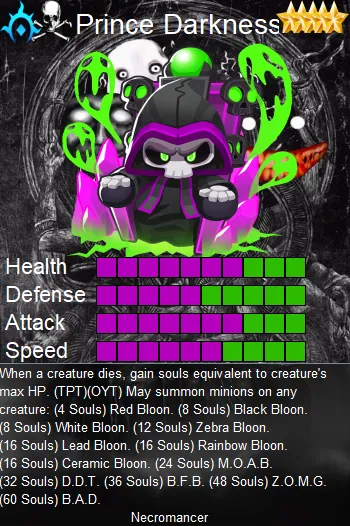 Prince Darkness
Health
Defense
Attack
Speed
When a creature dies, gain souls equivalent to creature's
max HP. (TPT)(OYT) May summon minions on any
creature: (4 Souls) Red Bloon. (8 Souls) Black Bloon.
(8 Souls) White Bloon. (12 Souls) Zebra Bloon.
(16 Souls) Lead Bloon. (16 Souls) Rainbow Bloon.
(16 Souls) Ceramic Bloon. (24 Souls) M.O.A.B.
(32 Souls) D.D.T. (36 Souls) B.F.B. (48 Souls) Z.O.M.G.
(60 Souls) B.A.D.
Necromancer